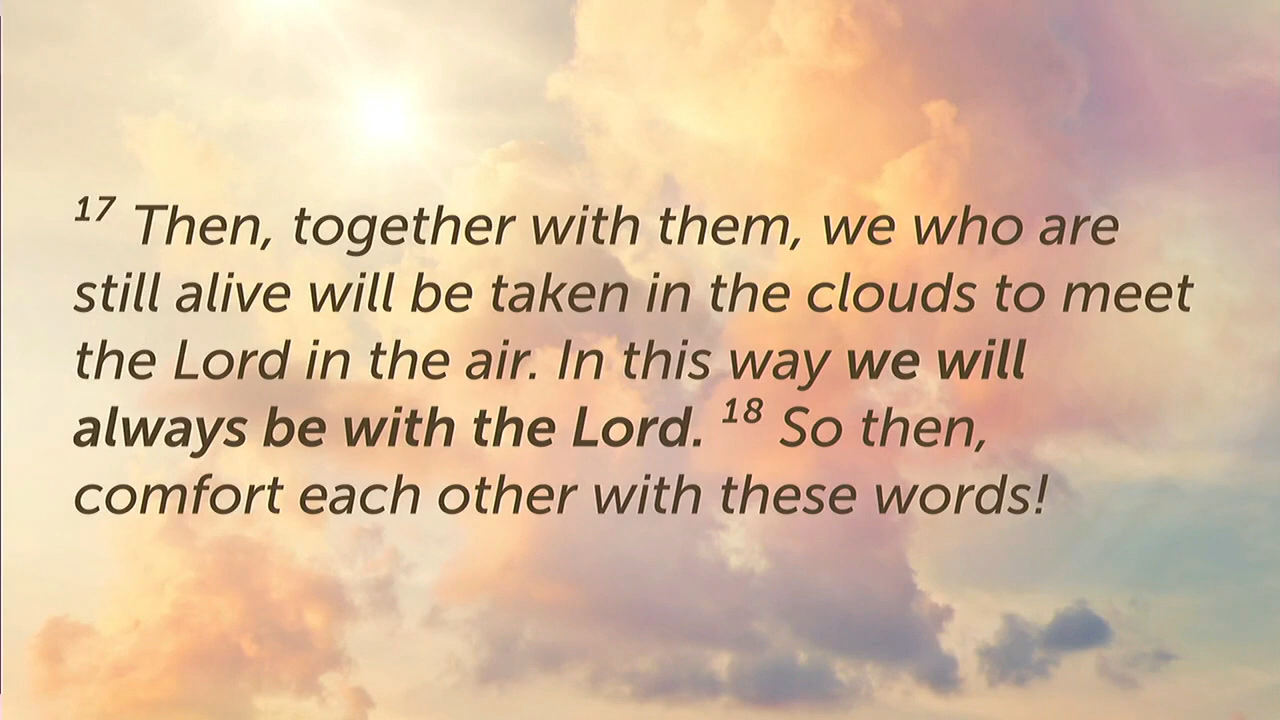 17 Then, together with them, we who are
still alive will be taken in the clouds to meet
the Lord in the air. In this way we will
always be with the Lord. 18 So then,
comfort each other with these words!